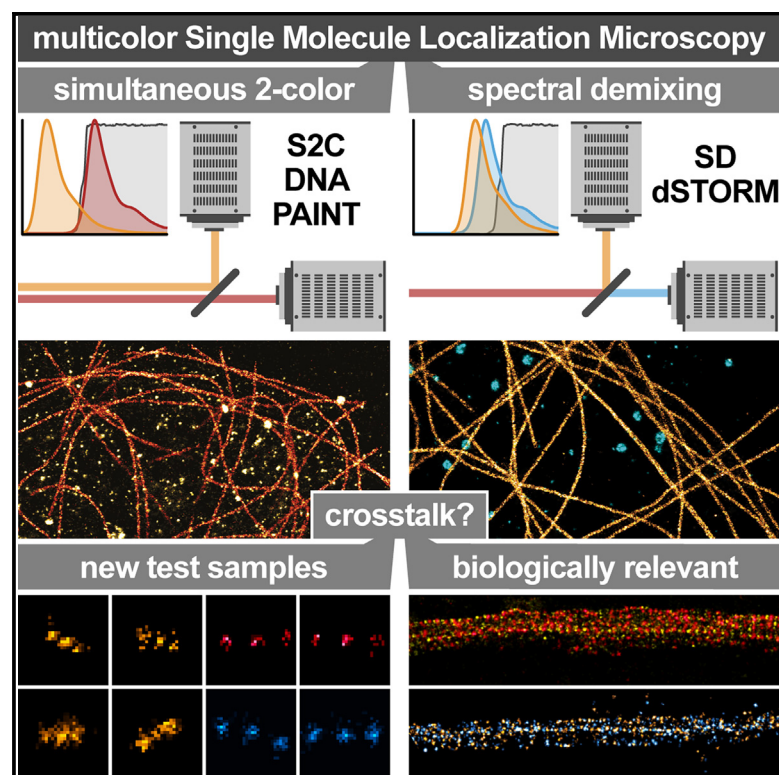 multicolor Single Molecule Localization Microscopy
simultaneous 2-color
spectral demixing
S2C
DNA
PAINT
SD
dSTORM
crosstalk?
new test samples
biologically relevant